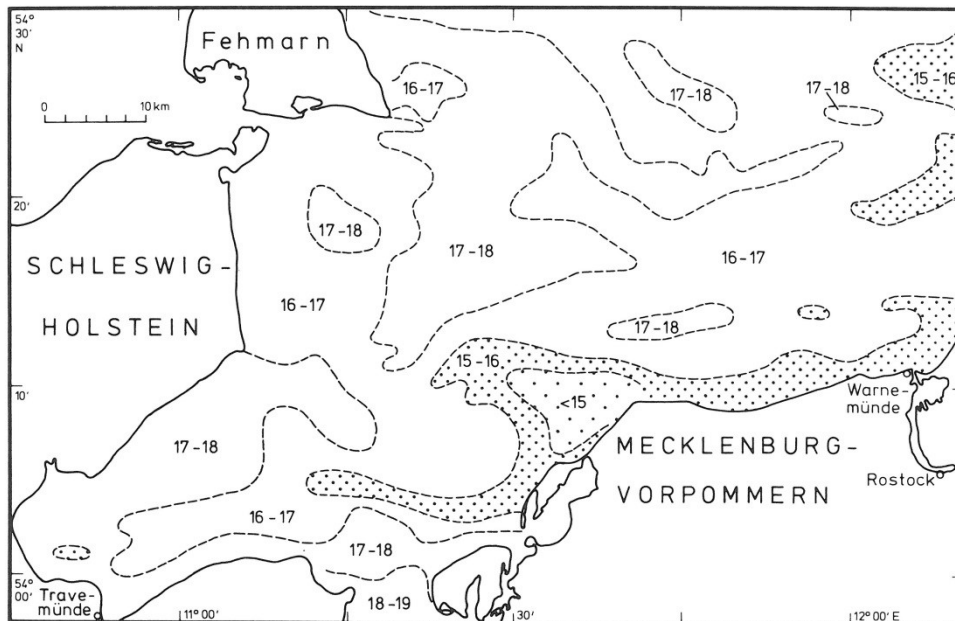 54°
30'
N
Fehmarn
0 10 km
16-17
17-18
17-18
15-16
20'
17-18
17-18
16-17
SCHLESWIG-
HOLSTEIN
16-17
17-18
15-16
10'
<15
Warne-
münde
17-18
MECKLENBURG-
VORPOMMERN
Rostock
16-17
17-18
54°
00'
Trave-
münde
18-19
11° 00'
30'
12° 00' E